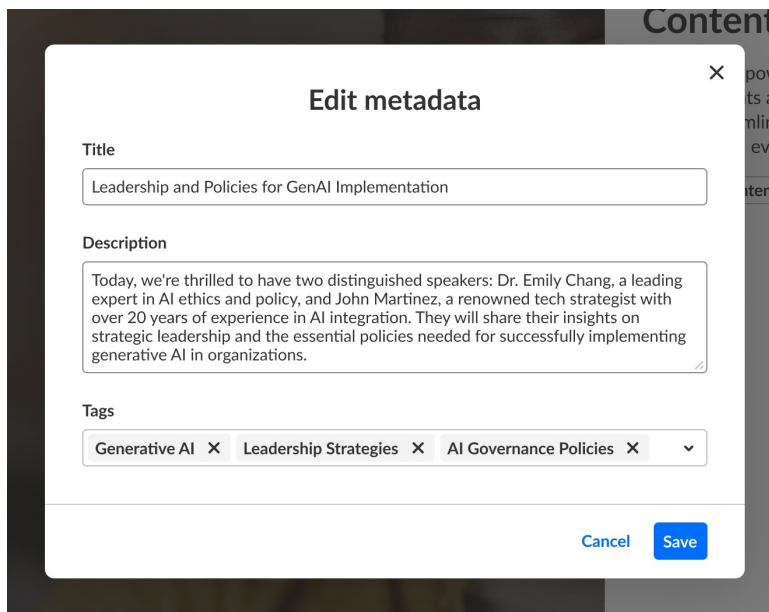 Content
Edit metadata
Title
Leadership and Policies for GenAI Implementation
Description
Today, we're thrilled to have two distinguished speakers: Dr. Emily Chang, a leading
expert in AI ethics and policy, and John Martinez, a renowned tech strategist with
over 20 years of experience in AI integration. They will share their insights on
strategic leadership and the essential policies needed for successfully implementing
generative AI in organizations.
Tags
Generative AI Leadership Strategies AI Governance Policies
Cancel Save